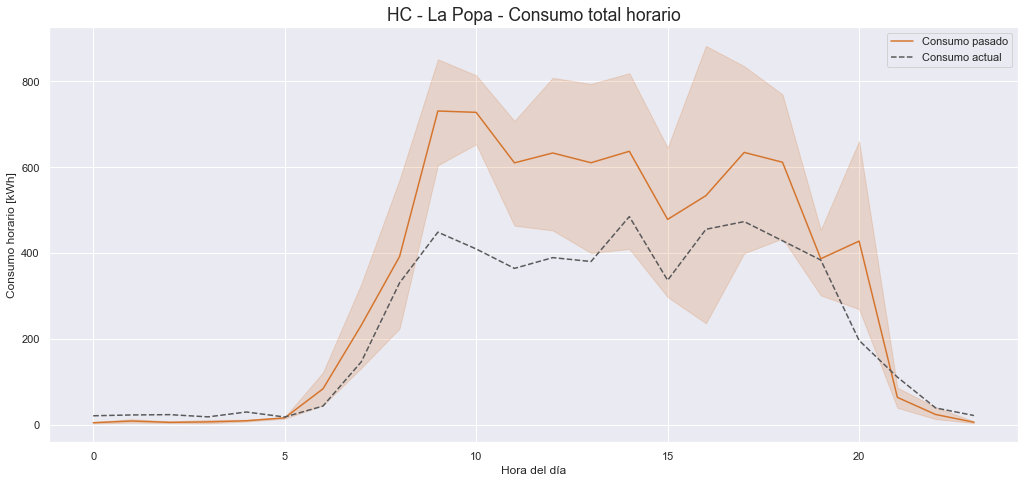 HC - La Popa - Consumo total horario
Consumo pasado
Consumo actual
Consumo horario [kWh]
800
600
400
200
0
0 5 10 15 20
Hora del día